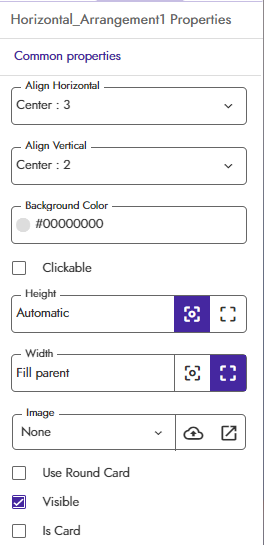 Horizontal_Arrangement1 Properties
Common properties
Align Horizontal
Center : 3
Align Vertical
Center : 2
Background Color
#00000000
Clickable
Height
Automatic
Width
Fill parent
Image
None
Use Round Card
Visible
Is Card